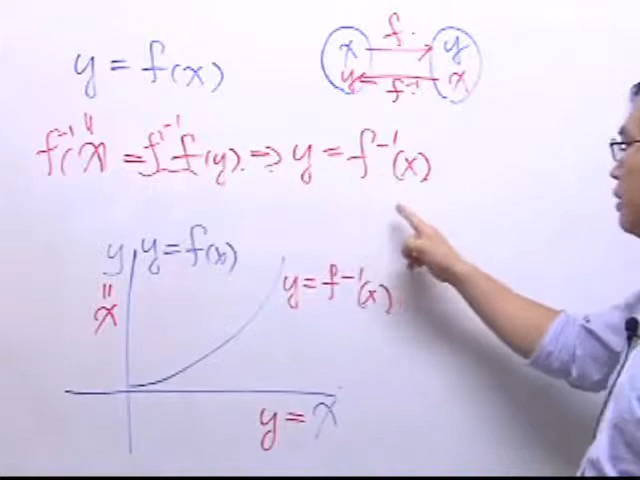 y = f(x)
f
x y
y x
f⁻¹
f⁻¹(x = f⁻¹f(y) ⇒ y = f⁻¹(x)
y y = f(x)
=
x
y = f⁻¹(x)
y = x